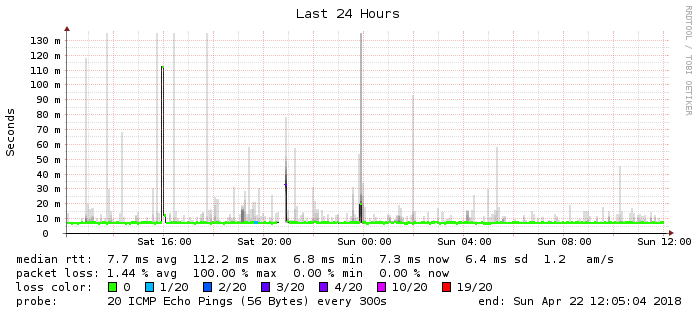 Last 24 Hours
RRDTOOL / TOBI OETIKER
Seconds
130 m
120 m
110 m
100 m
90 m
80 m
70 m
60 m
50 m
40 m
30 m
20 m
10 m
0
Sat 16:00 Sat 20:00 Sun 00:00 Sun 04:00 Sun 08:00 Sun 12:00
median rtt: 7.7 ms avg 112.2 ms max 6.8 ms min 7.3 ms now 6.4 ms sd 1.2 am/s
packet loss: 1.44 % avg 100.00 % max 0.00 % min 0.00 % now
loss color: 0 1/20 2/20 3/20 4/20 10/20 19/20
probe: 20 ICMP Echo Pings (56 Bytes) every 300s end: Sun Apr 22 12:05:04 2018